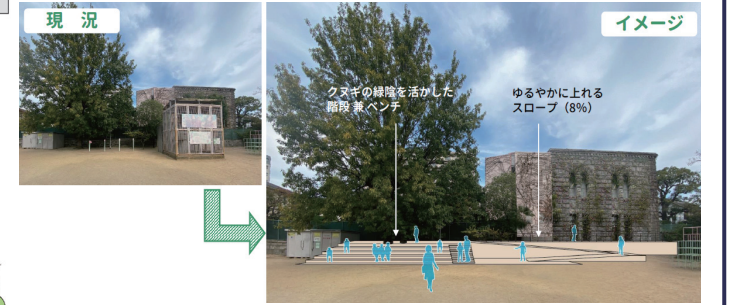 現　況
イメージ
クヌギの緑陰を活かした
階段 兼 ベンチ
ゆるやかに上れる
スロープ（8%）